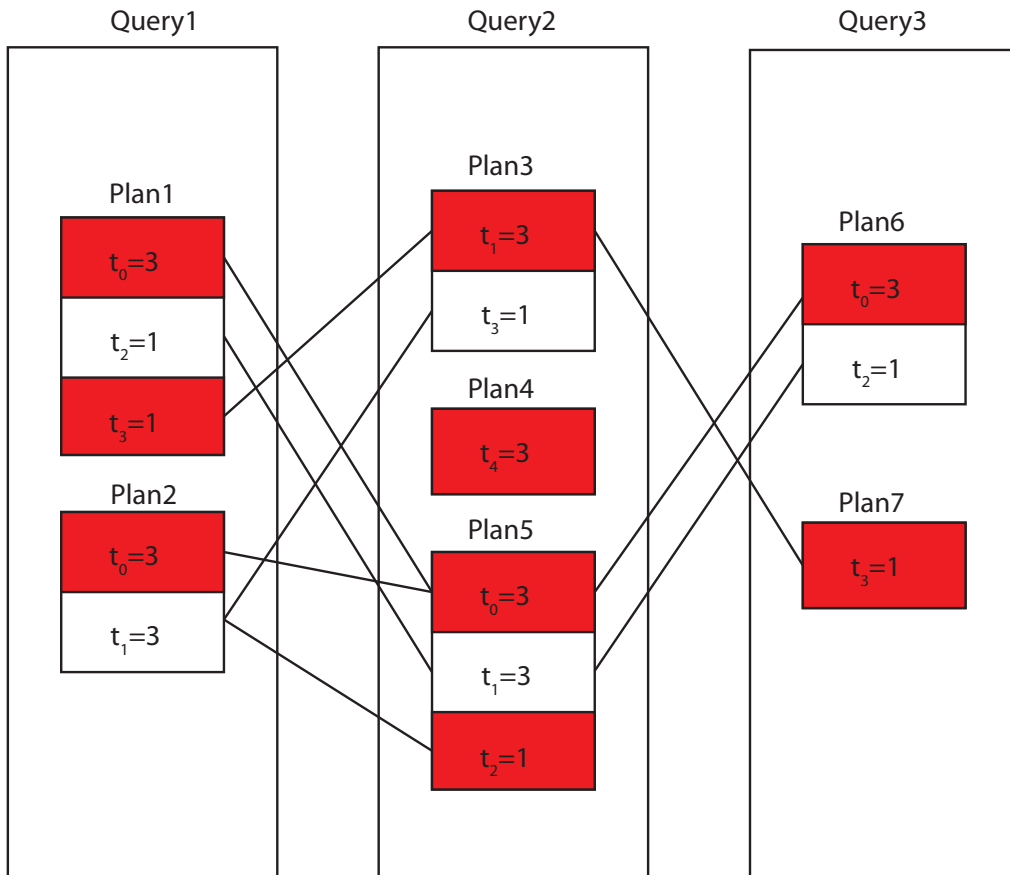 Query1
Plan1
t₀=3
t₂=1
t₃=1
Plan2
t₀=3
t₁=3
Query2
Plan3
t₁=3
t₃=1
Plan4
t₄=3
Plan5
t₀=3
t₁=3
t₂=1
Query3
Plan6
t₀=3
t₂=1
Plan7
t₃=1